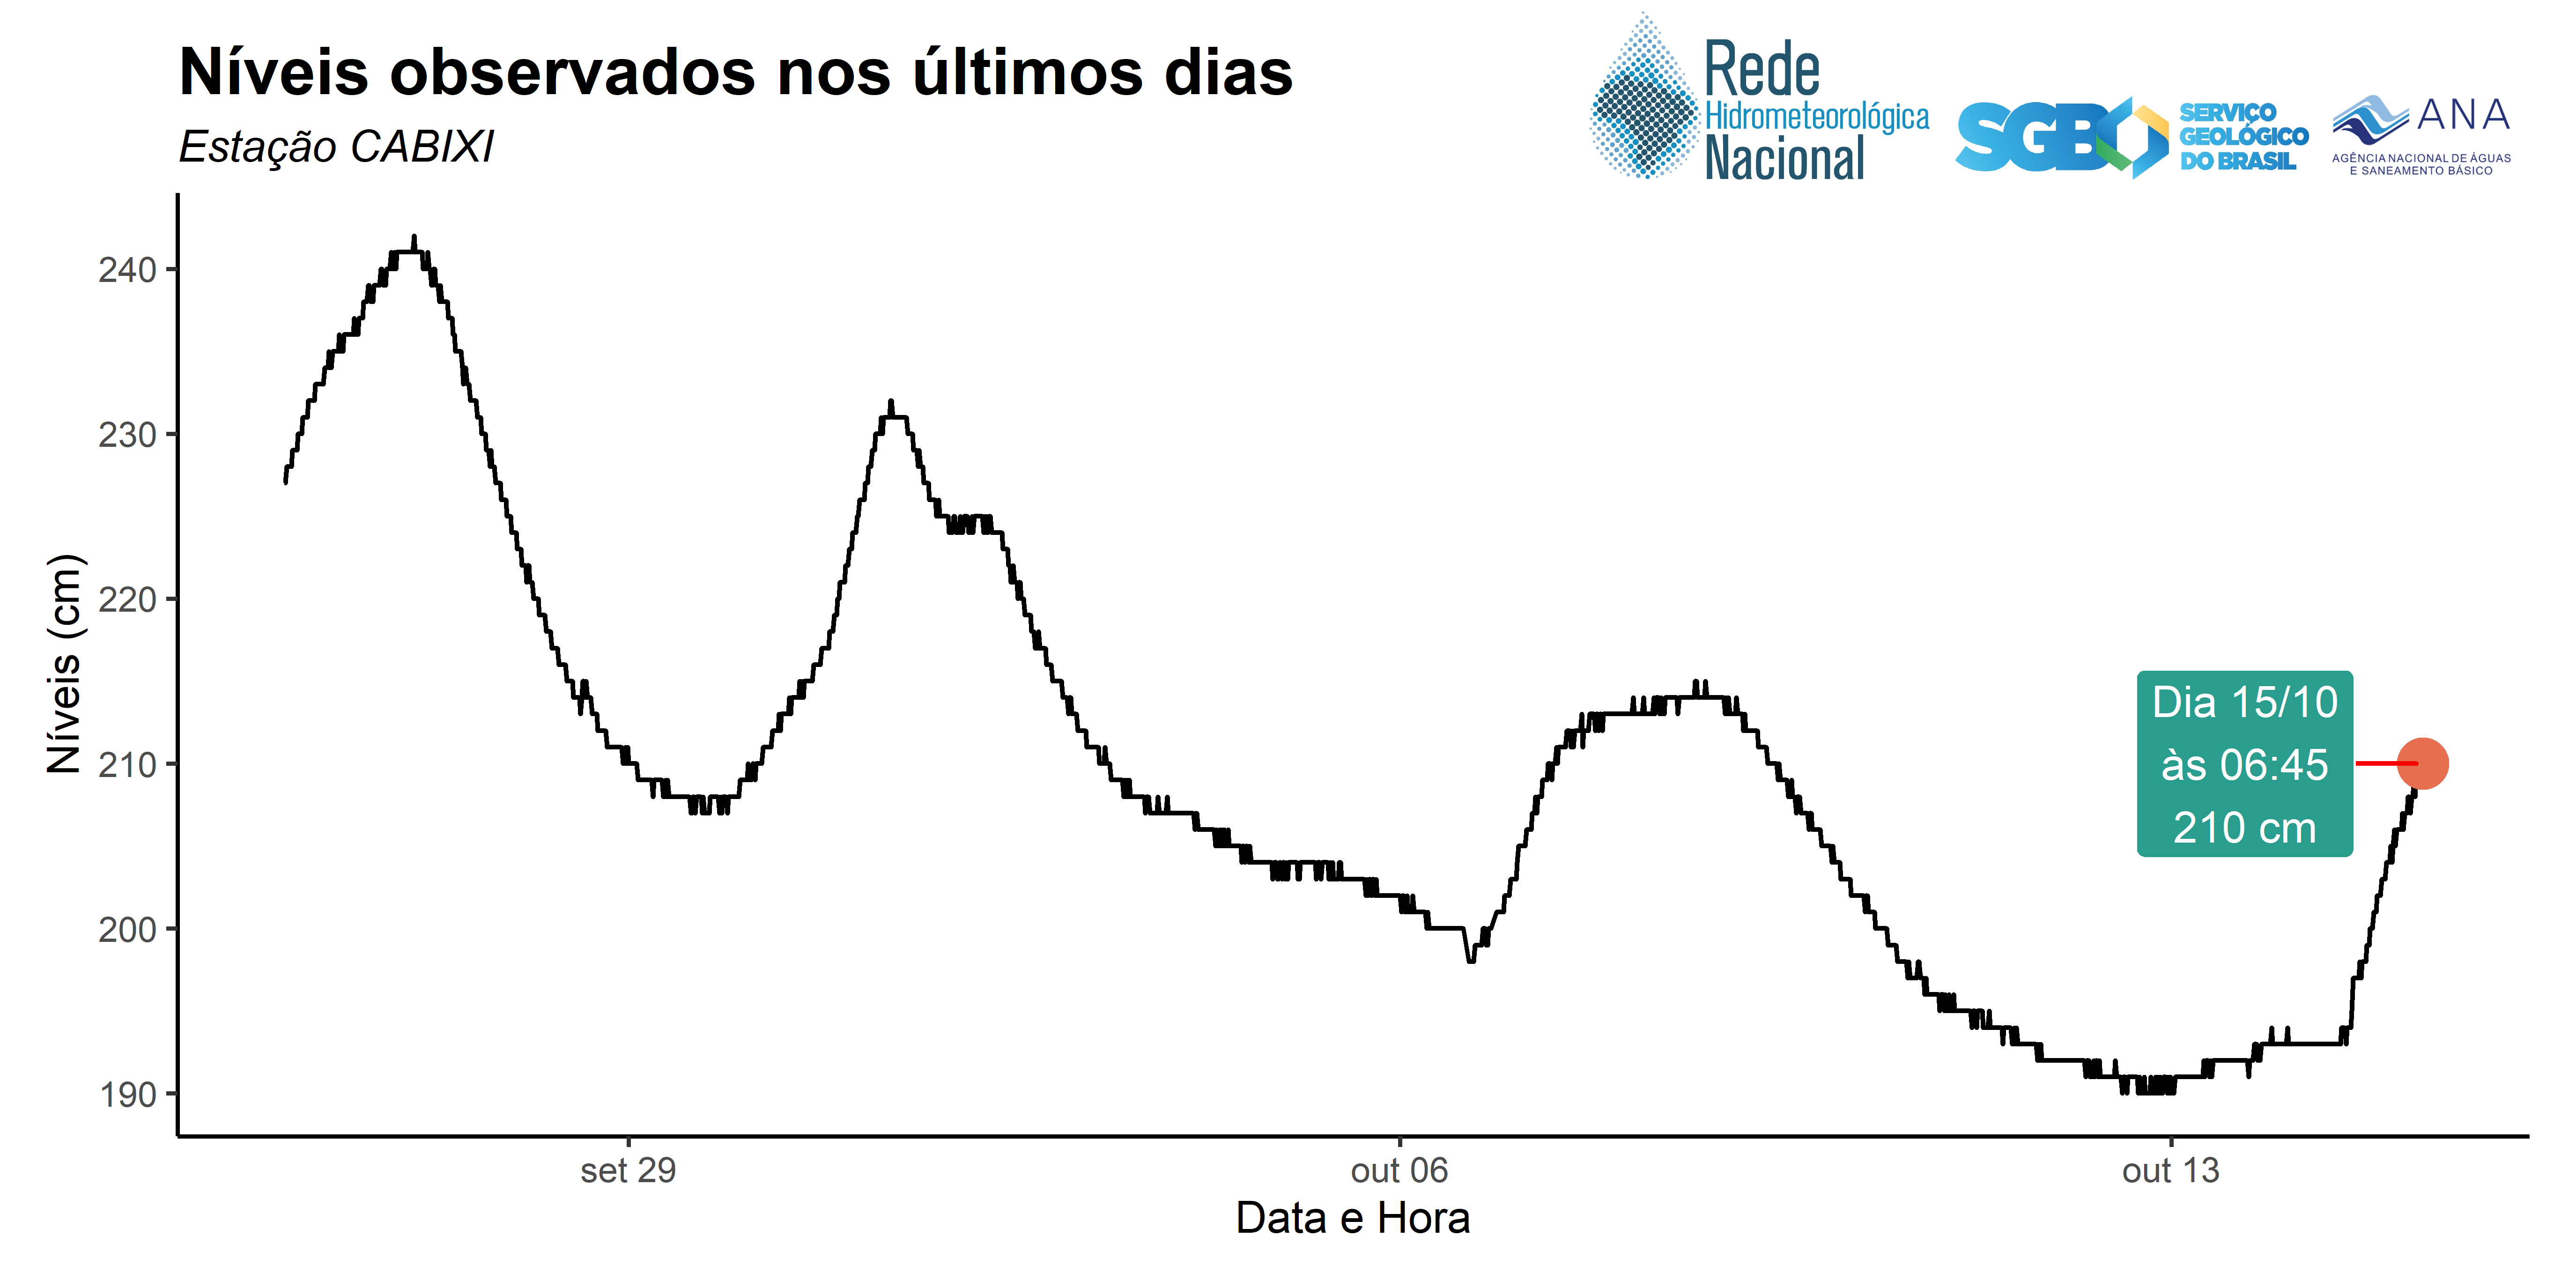 Níveis observados nos últimos dias
Estação CABIXI
Rede
Hidrometeorológica
Nacional
SGB
SERVIÇO
GEOLÓGICO
DO BRASIL
ANA
AGÊNCIA NACIONAL DE ÁGUAS
E SANEAMENTO BÁSICO
Níveis (cm)
240
230
220
210
200
190
Dia 15/10
às 06:45
210 cm
set 29
out 06
out 13
Data e Hora